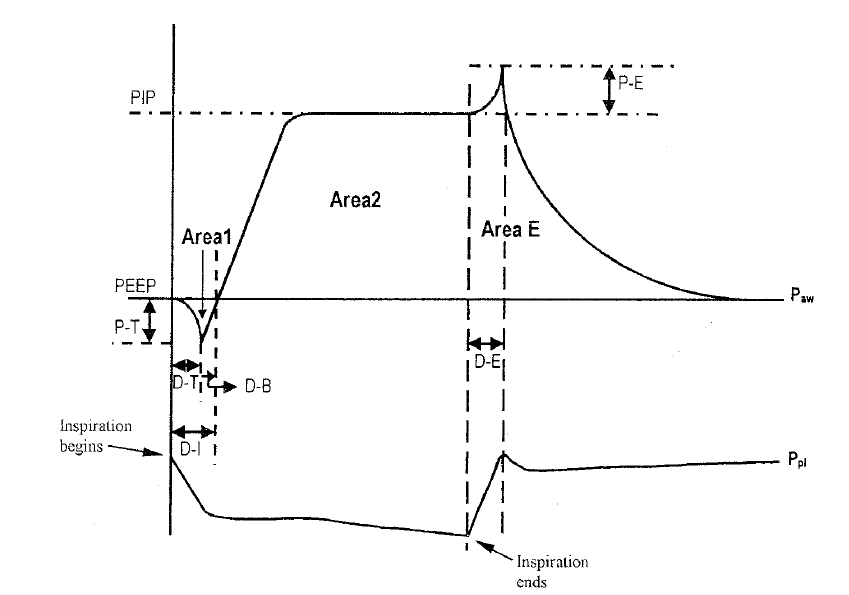 P-E
PIP
Area2
Area E
Area1
PEEP
Paw
P-T
D-E
D-T
D-B
Inspiration
begins
D-I
Ppl
Inspiration
ends